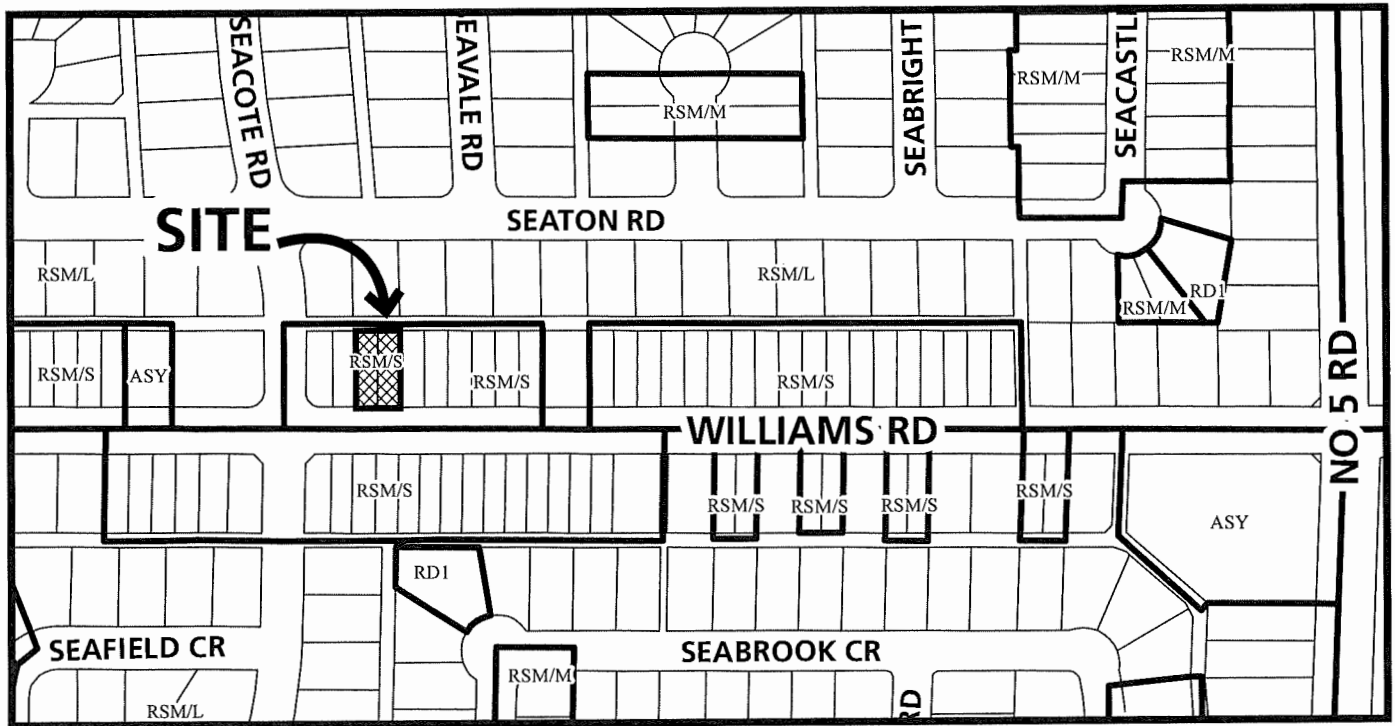 SEACOTE RD
EAVALE RD
RSM/M
SEABRIGHT
RSM/M
SEACASTL
RSM/M
SITE
SEATON RD
RSM/L
RSM/L
RSM/M
RD1
RSM/S
ASY
RSM/S
RSM/S
RSM/S
NO 5 RD
WILLIAMS RD
RSM/S
RSM/S
RSM/S
RSM/S
RSM/S
ASY
RD1
SEAFIELD CR
SEABROOK CR
RSM/M
RSM/L
RD